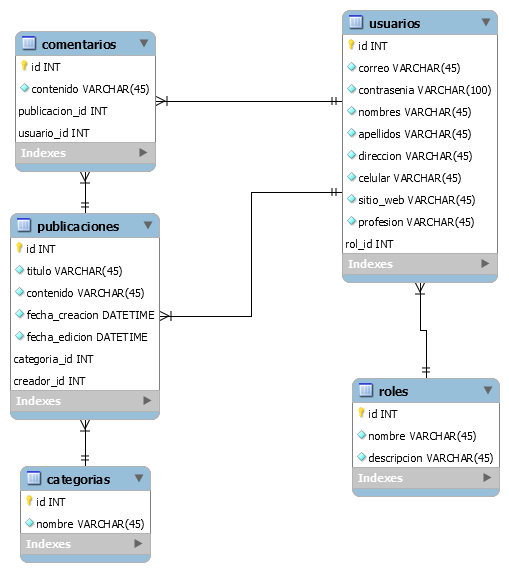 comentarios
id INT
contenido VARCHAR(45)
publicacion_id INT
usuario_id INT
Indexes
publicaciones
id INT
titulo VARCHAR(45)
contenido VARCHAR(45)
fecha_creacion DATETIME
fecha_edicion DATETIME
categoria_id INT
creador_id INT
Indexes
categorias
id INT
nombre VARCHAR(45)
Indexes
usuarios
id INT
correo VARCHAR(45)
contrasenia VARCHAR(100)
nombres VARCHAR(45)
apellidos VARCHAR(45)
direccion VARCHAR(45)
celular VARCHAR(45)
sitio_web VARCHAR(45)
profesion VARCHAR(45)
rol_id INT
Indexes
roles
id INT
nombre VARCHAR(45)
descripcion VARCHAR(45)
Indexes